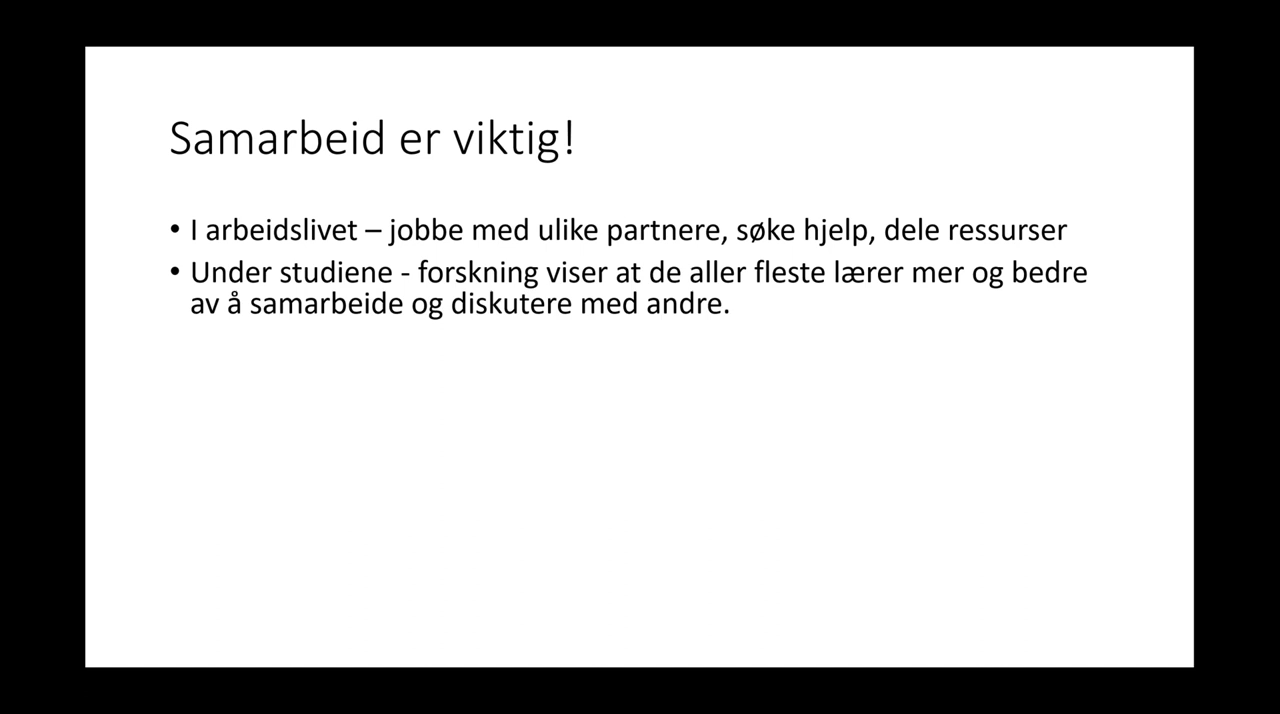 Samarbeid er viktig!
• I arbeidslivet – jobbe med ulike partnere, søke hjelp, dele ressurser
• Under studiene - forskning viser at de aller fleste lærer mer og bedre
av å samarbeide og diskutere med andre.